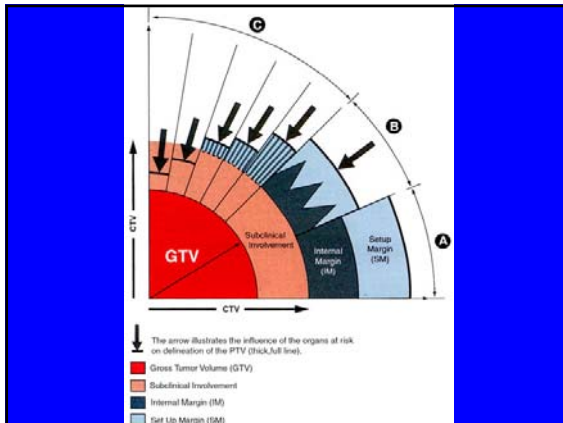 C
B
A
CTV
GTV
Subclinical
Involvement
Internal
Margin
(IM)
Setup
Margin
(SM)
CTV
The arrow illustrates the influence of the organs at risk
on delineation of the PTV (thick,full line).
Gross Tumor Volume (GTV)
Subclinical Involvement
Internal Margin (IM)
Set Up Margin (SM)